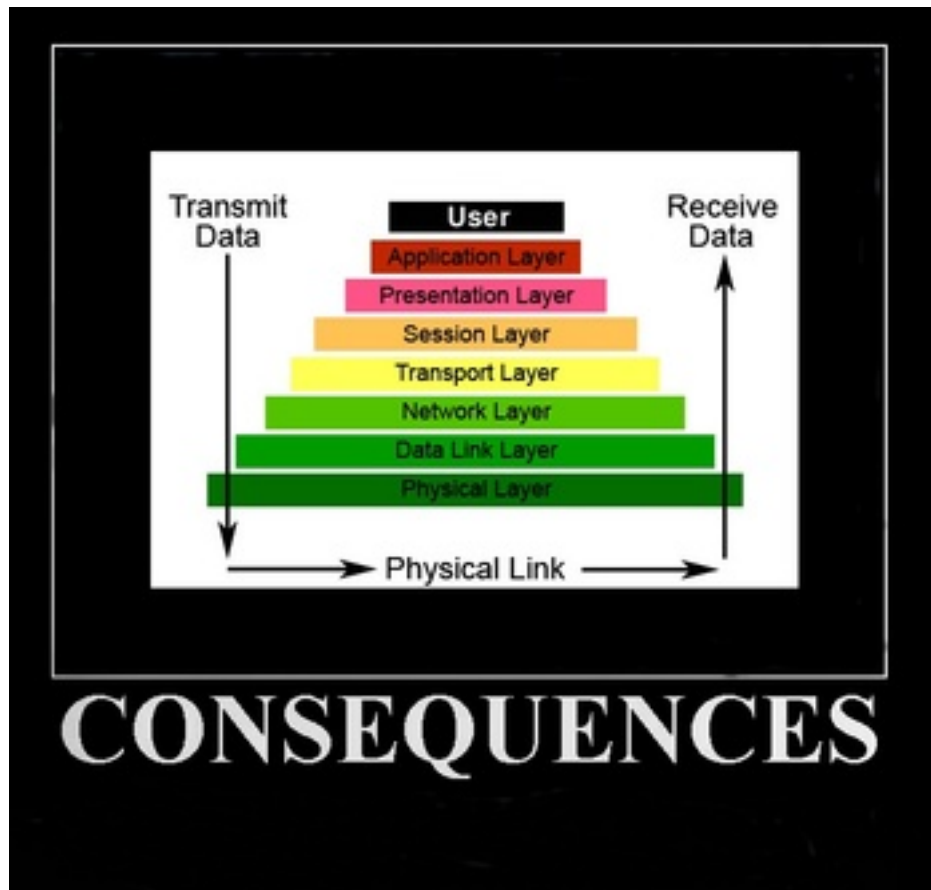 Transmit
Data
User
Receive
Data
Application Layer
Presentation Layer
Session Layer
Transport Layer
Network Layer
Data Link Layer
Physical Layer
Physical Link
CONSEQUENCES